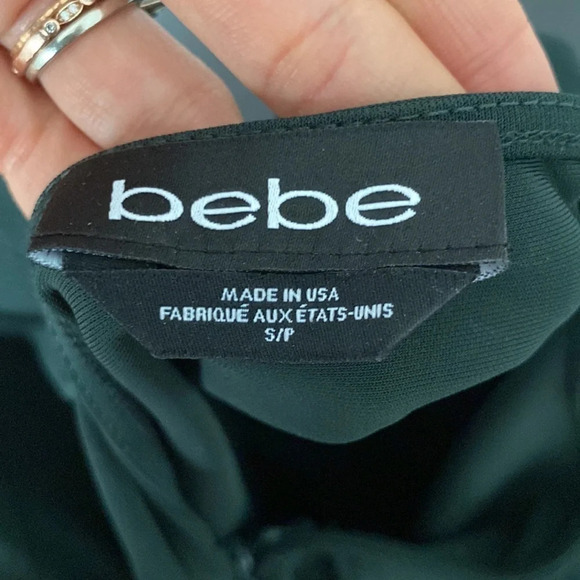 bebe
MADE IN USA
FABRIQUÉ AUX ÉTATS-UNIS
S/P